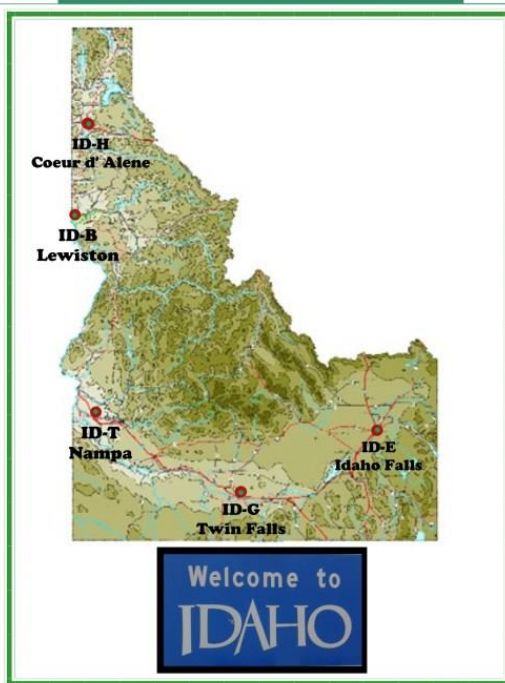 ID-H
Coeur d' Alene
ID-B
Lewiston
ID-T
Nampa
ID-E
Idaho Falls
ID-G
Twin Falls
Welcome to
IDAHO